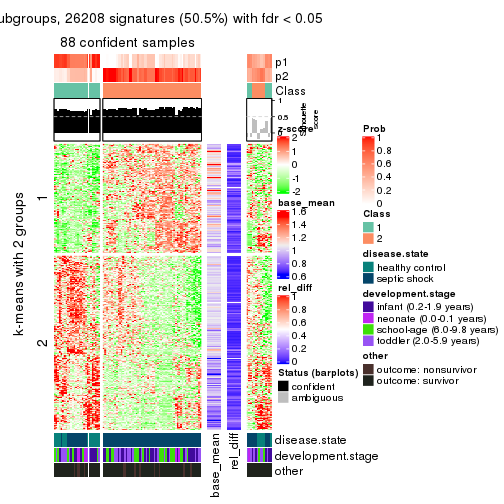 ubgroups, 26208 signatures (50.5%) with fdr < 0.05
88 confident samples
p1
p2
Class
1
0.5
0
Silhouette
score
k-means with 2 groups
1
2
z-score
2
1
0
-1
-2
base_mean
1.6
1.4
1.2
1
0.8
0.6
rel_diff
1
0.8
0.6
0.4
0.2
0
Status (barplots)
confident
ambiguous
Prob
1
0.8
0.6
0.4
0.2
0
Class
1
2
disease.state
healthy control
septic shock
development.stage
infant (0.2-1.9 years)
neonate (0.0-0.1 years)
school-age (6.0-9.8 years)
toddler (2.0-5.9 years)
other
outcome: nonsurvivor
outcome: survivor
disease.state
development.stage
other
base_mean
rel_diff